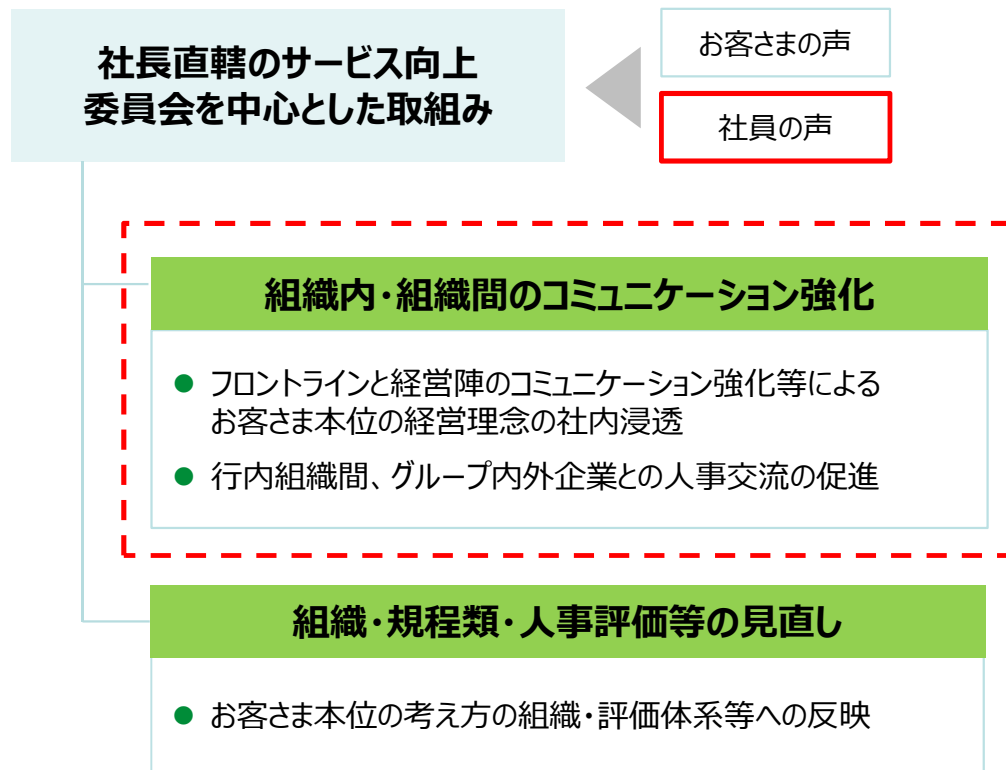 社長直轄のサービス向上
委員会を中心とした取組み
お客さまの声
社員の声
組織内・組織間のコミュニケーション強化
● フロントラインと経営陣のコミュニケーション強化等による
お客さま本位の経営理念の社内浸透
● 行内組織間、グループ内外企業との人事交流の促進
組織・規程類・人事評価等の見直し
● お客さま本位の考え方の組織・評価体系等への反映